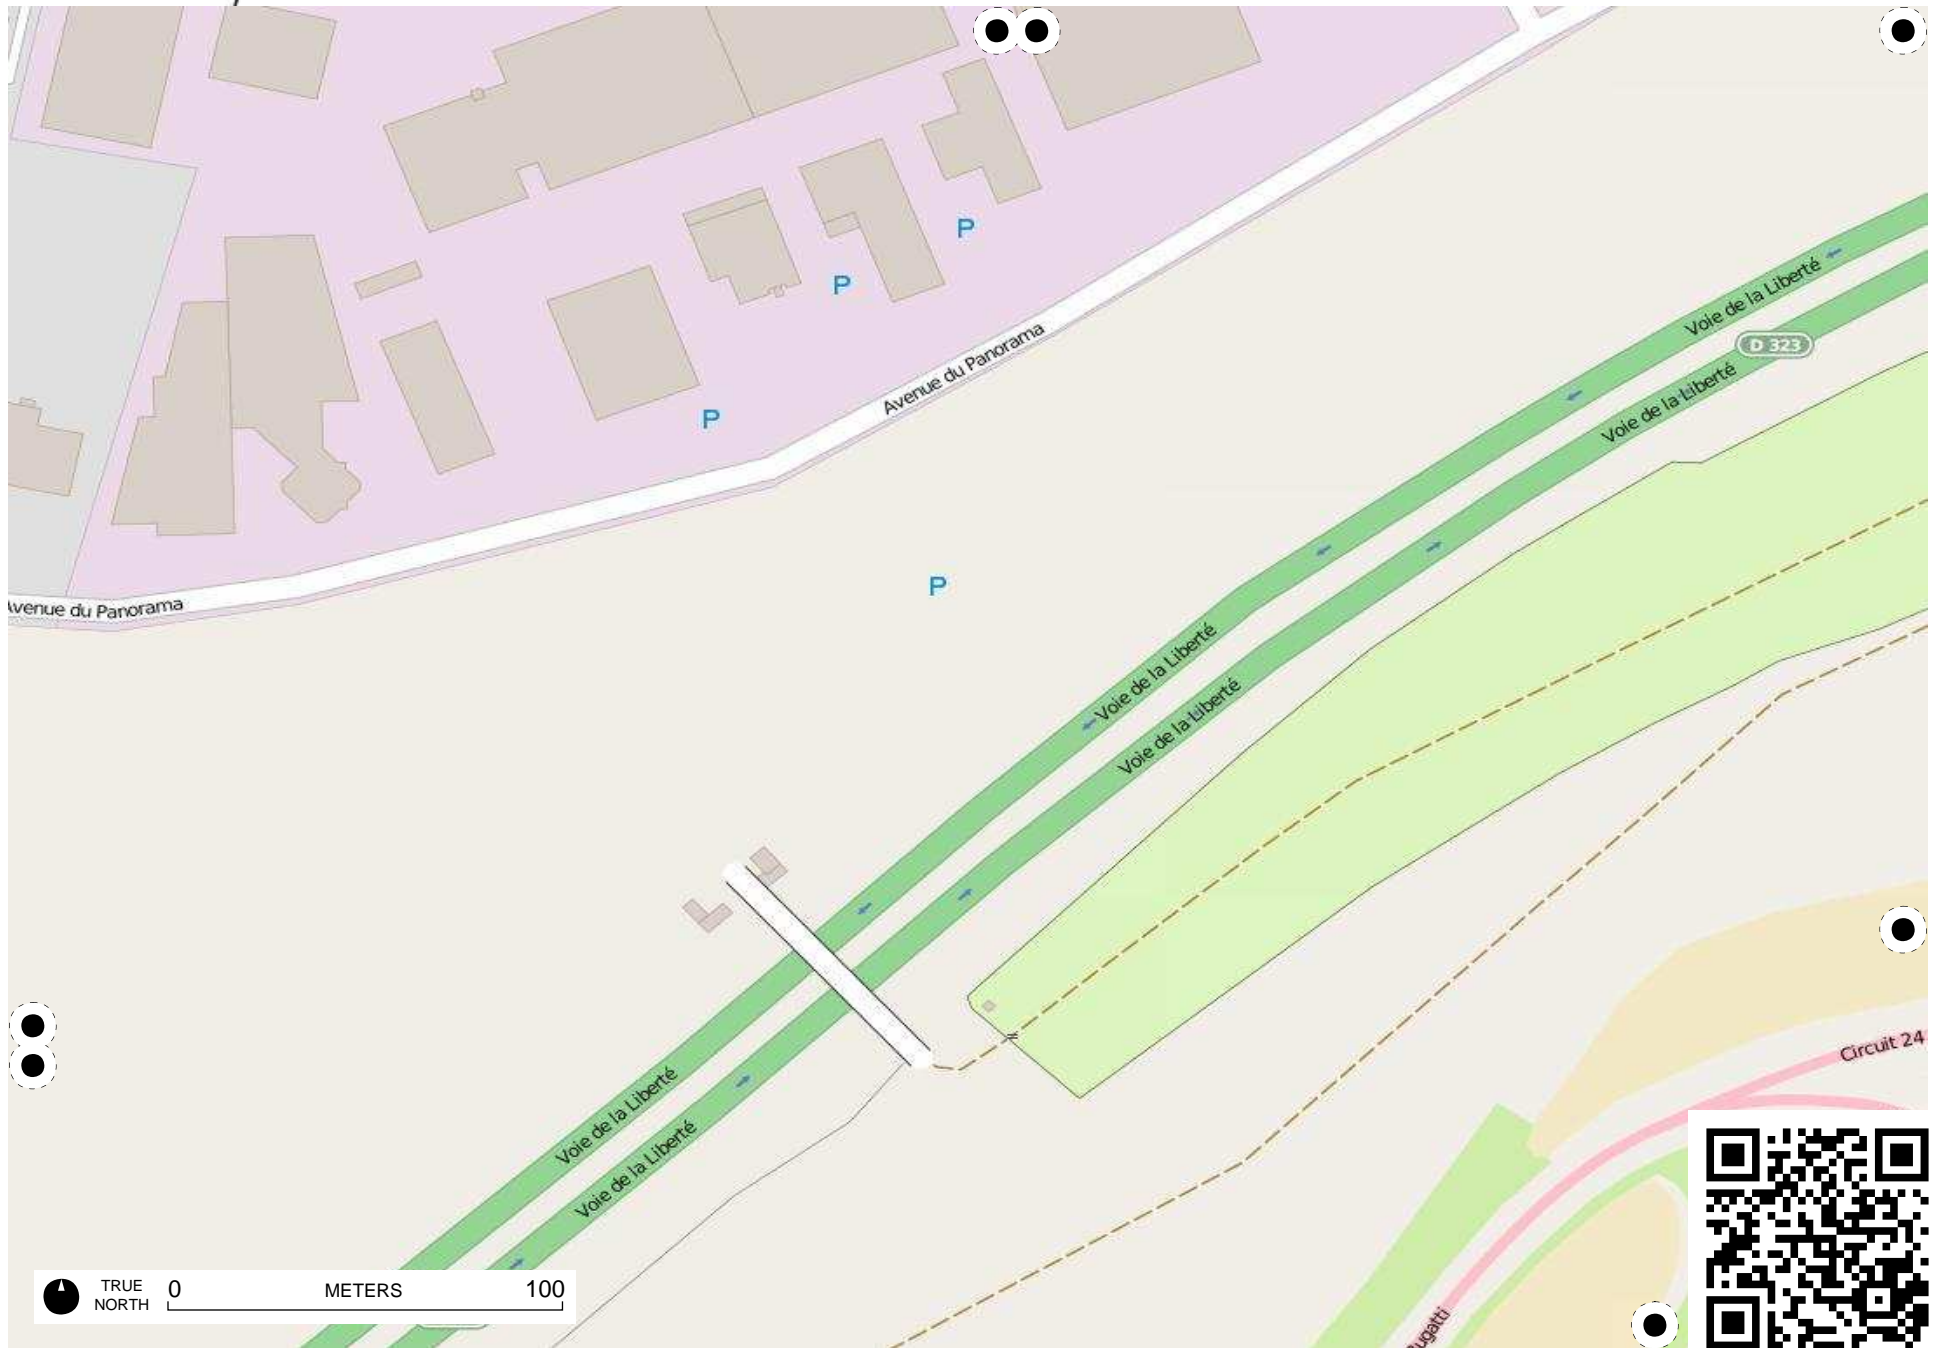 P
Voie de la Liberté
P
D 323
Avenue du Panorama
Voie de la Liberté
P
P
Avenue du Panorama
Voie de la Liberté
Voie de la Liberté
Circuit 24
Voie de la Liberté
Voie de la Liberté
TRUE NORTH
0 METERS 100
ugatti